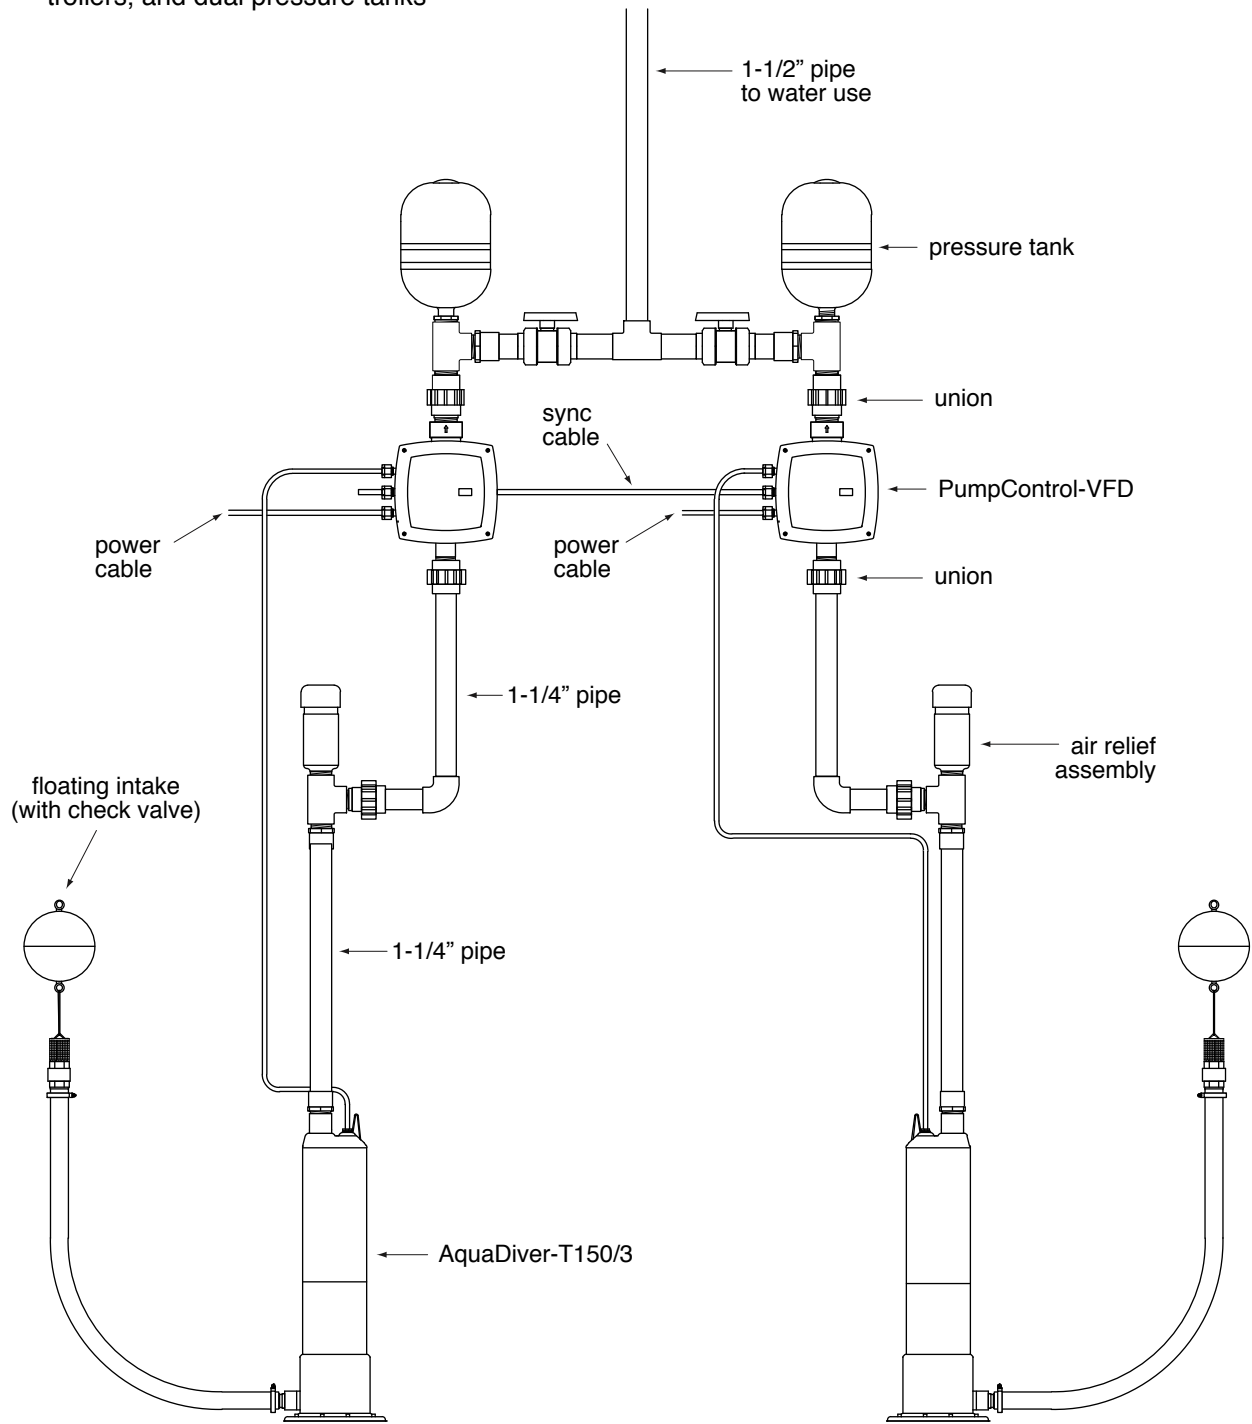 trollers, and dual pressure tanks
1-1/2” pipe
to water use
pressure tank
union
sync
cable
PumpControl-VFD
power
cable
power
cable
union
1-1/4” pipe
air relief
assembly
floating intake
(with check valve)
1-1/4” pipe
AquaDiver-T150/3